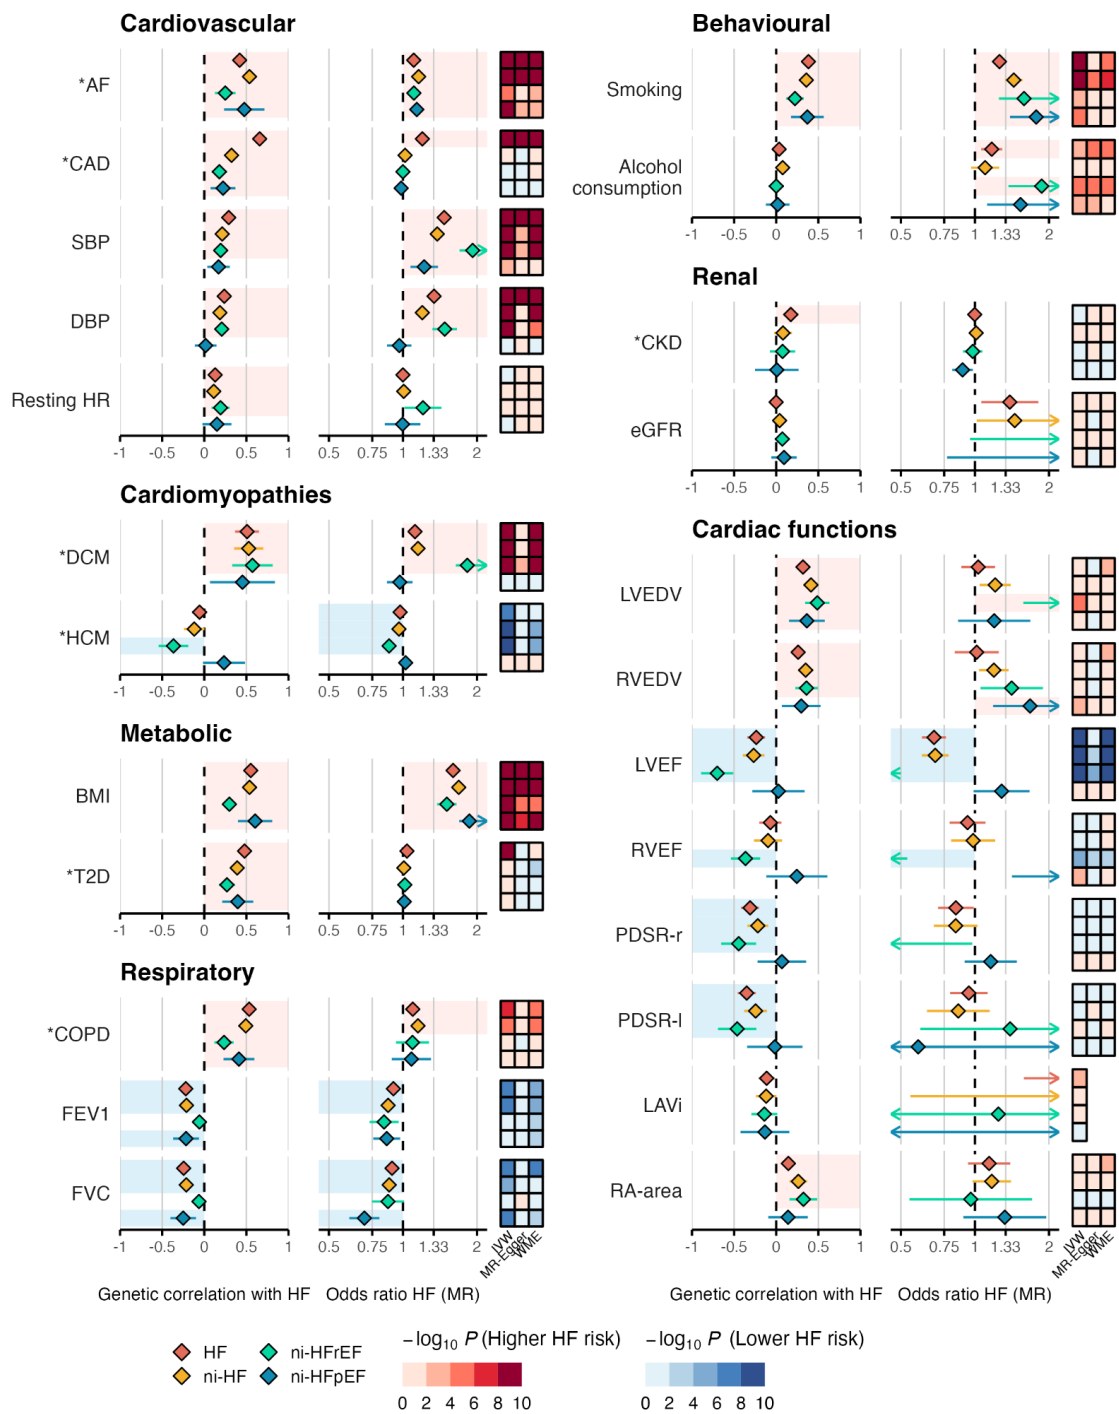 Cardiovascular
*AF
*CAD
SBP
DBP
Resting HR
-1 -0.5 0 0.5 1 0.5 0.75 1 1.33 2
Cardiomyopathies
*DCM
*HCM
-1 -0.5 0 0.5 1 0.5 0.75 1 1.33 2
Metabolic
BMI
*T2D
-1 -0.5 0 0.5 1 0.5 0.75 1 1.33 2
Respiratory
*COPD
FEV1
FVC
-1 -0.5 0 0.5 1 0.5 0.75 1 1.33 2
IVW
MR-Egger
WME
Genetic correlation with HF Odds ratio HF (MR)
Behavioural
Smoking
Alcohol
consumption
-1 -0.5 0 0.5 1 0.5 0.75 1 1.33 2
Renal
*CKD
eGFR
-1 -0.5 0 0.5 1 0.5 0.75 1 1.33 2
Cardiac functions
LVEDV
RVEDV
LVEF
RVEF
PDSR-r
PDSR-l
LAVi
RA-area
-1 -0.5 0 0.5 1 0.5 0.75 1 1.33 2
IVW
MR-Egger
WME
Genetic correlation with HF Odds ratio HF (MR)
HF ni-HFrEF
ni-HF ni-HFpEF
−log10 P (Higher HF risk)
0 2 4 6 8 10
−log10 P (Lower HF risk)
0 2 4 6 8 10